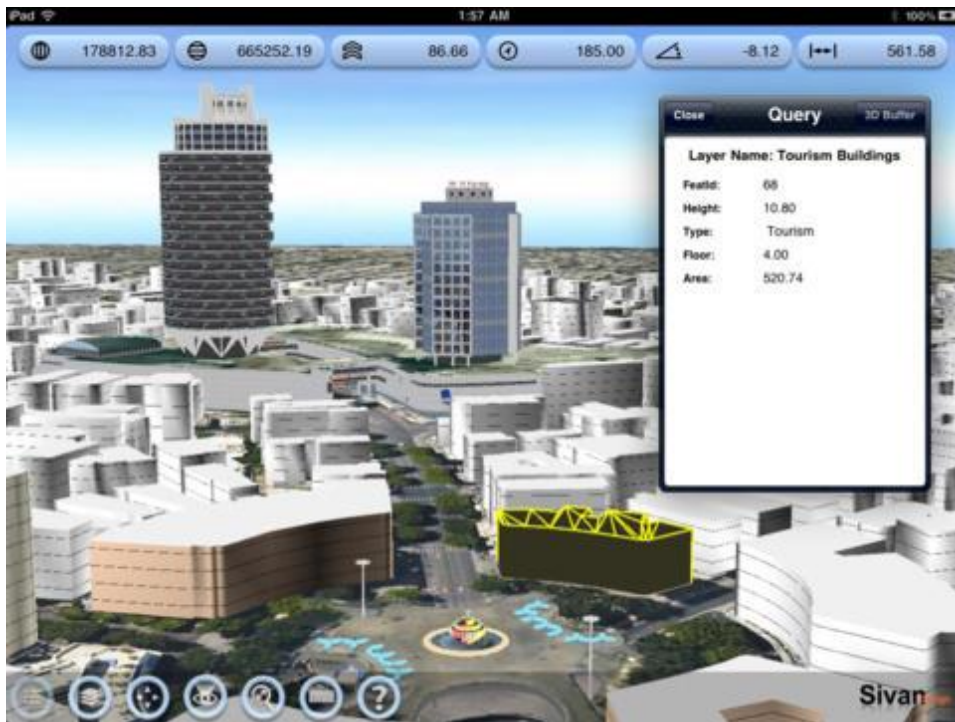 iPad 1:57 AM 100%
178812.83 665252.19 86.66 185.00 -8.12 561.58
Close Query 3D Buffer
Layer Name: Tourism Buildings
FeatId: 68
Height: 10.80
Type: Tourism
Floor: 4.00
Area: 520.74
?
Sivan